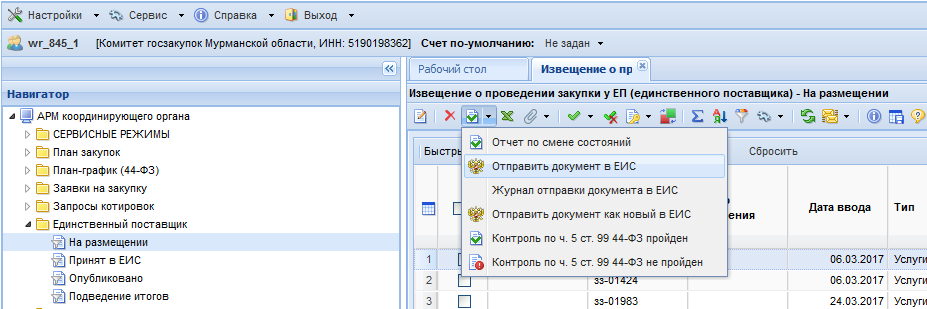 Настройки Сервис Справка Выход
wr_845_1 [Комитет госзакупок Мурманской области, ИНН: 5190198362] Счет по-умолчанию: Не задан
Навигатор
АРМ координирующего органа
СЕРВИСНЫЕ РЕЖИМЫ
План закупок
План-график (44-ФЗ)
Заявки на закупку
Запросы котировок
Единственный поставщик
На размещении
Принят в ЕИС
Опубликовано
Подведение итогов
Рабочий стол Извещение о пр
Извещение о проведении закупки у ЕП (единственного поставщика) - На размещении
Быстры Сбросить
Отчет по смене состояний
Отправить документ в ЕИС
Журнал отправки документа в ЕИС
Отправить документ как новый в ЕИС
Контроль по ч. 5 ст. 99 44-ФЗ пройден
Контроль по ч. 5 ст. 99 44-ФЗ не пройден
Дата ввода Тип
1 06.03.2017 Услуги
2 зз-01424 06.03.2017 Услуги
3 зз-01983 24.03.2017 Услуги